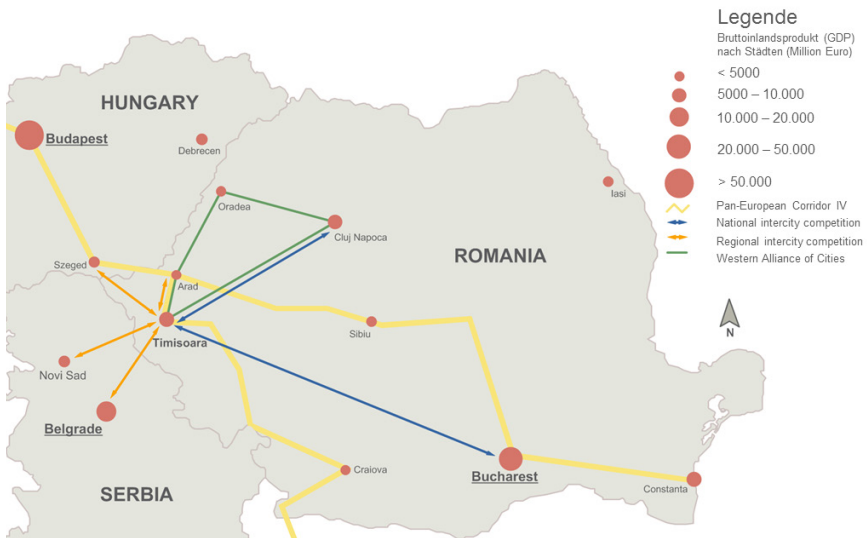 Legende
Bruttoinlandsprodukt (GDP)
nach Städten (Million Euro)
< 5000
5000 – 10.000
10.000 – 20.000
20.000 – 50.000
> 50.000
Pan-European Corridor IV
National intercity competition
Regional intercity competition
Western Alliance of Cities
N
HUNGARY
Budapest
Debrecen
Iasi
Oradea
Cluj Napoca
ROMANIA
Szeged
Arad
Timisoara
Sibiu
Novi Sad
Belgrade
Craiova
Bucharest
Constanta
SERBIA